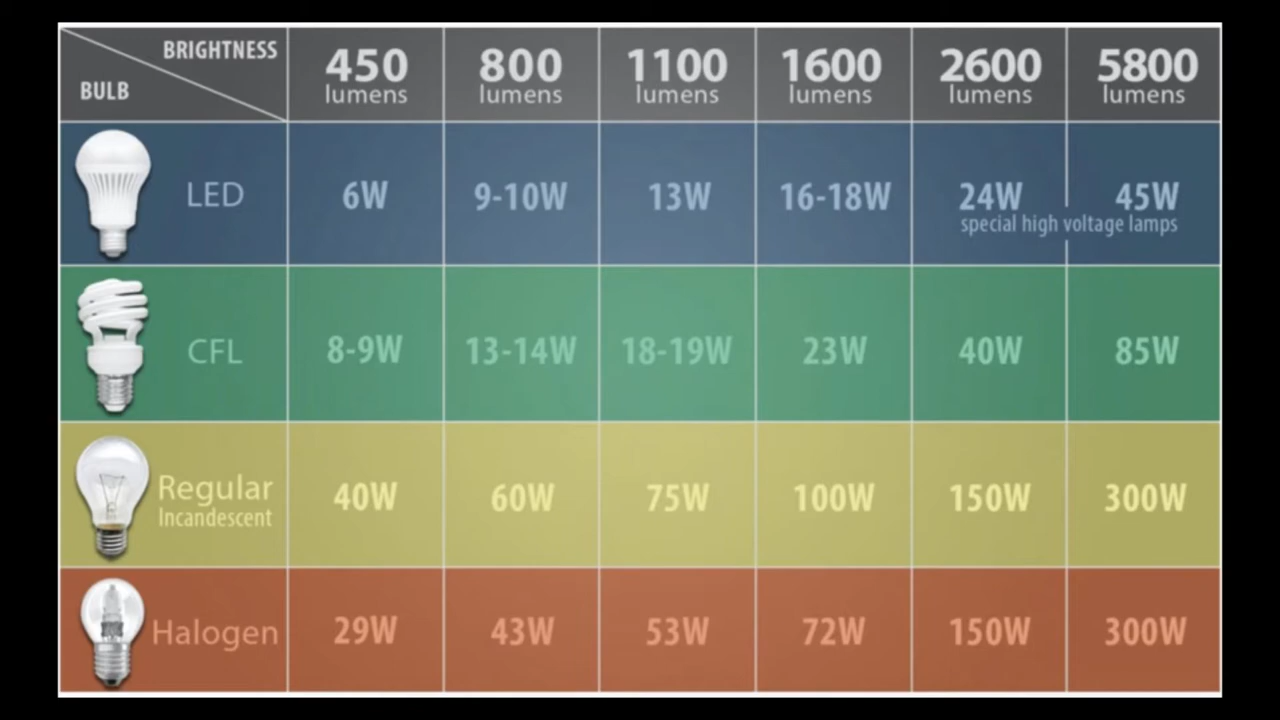 BRIGHTNESS
BULB
450 800 1100 1600 2600 5800
lumens lumens lumens lumens lumens lumens
LED 6W 9-10W 13W 16-18W 24W 45W
special high voltage lamps
CFL 8-9W 13-14W 18-19W 23W 40W 85W
Regular 40W 60W 75W 100W 150W 300W
Incandescent
Halogen 29W 43W 53W 72W 150W 300W